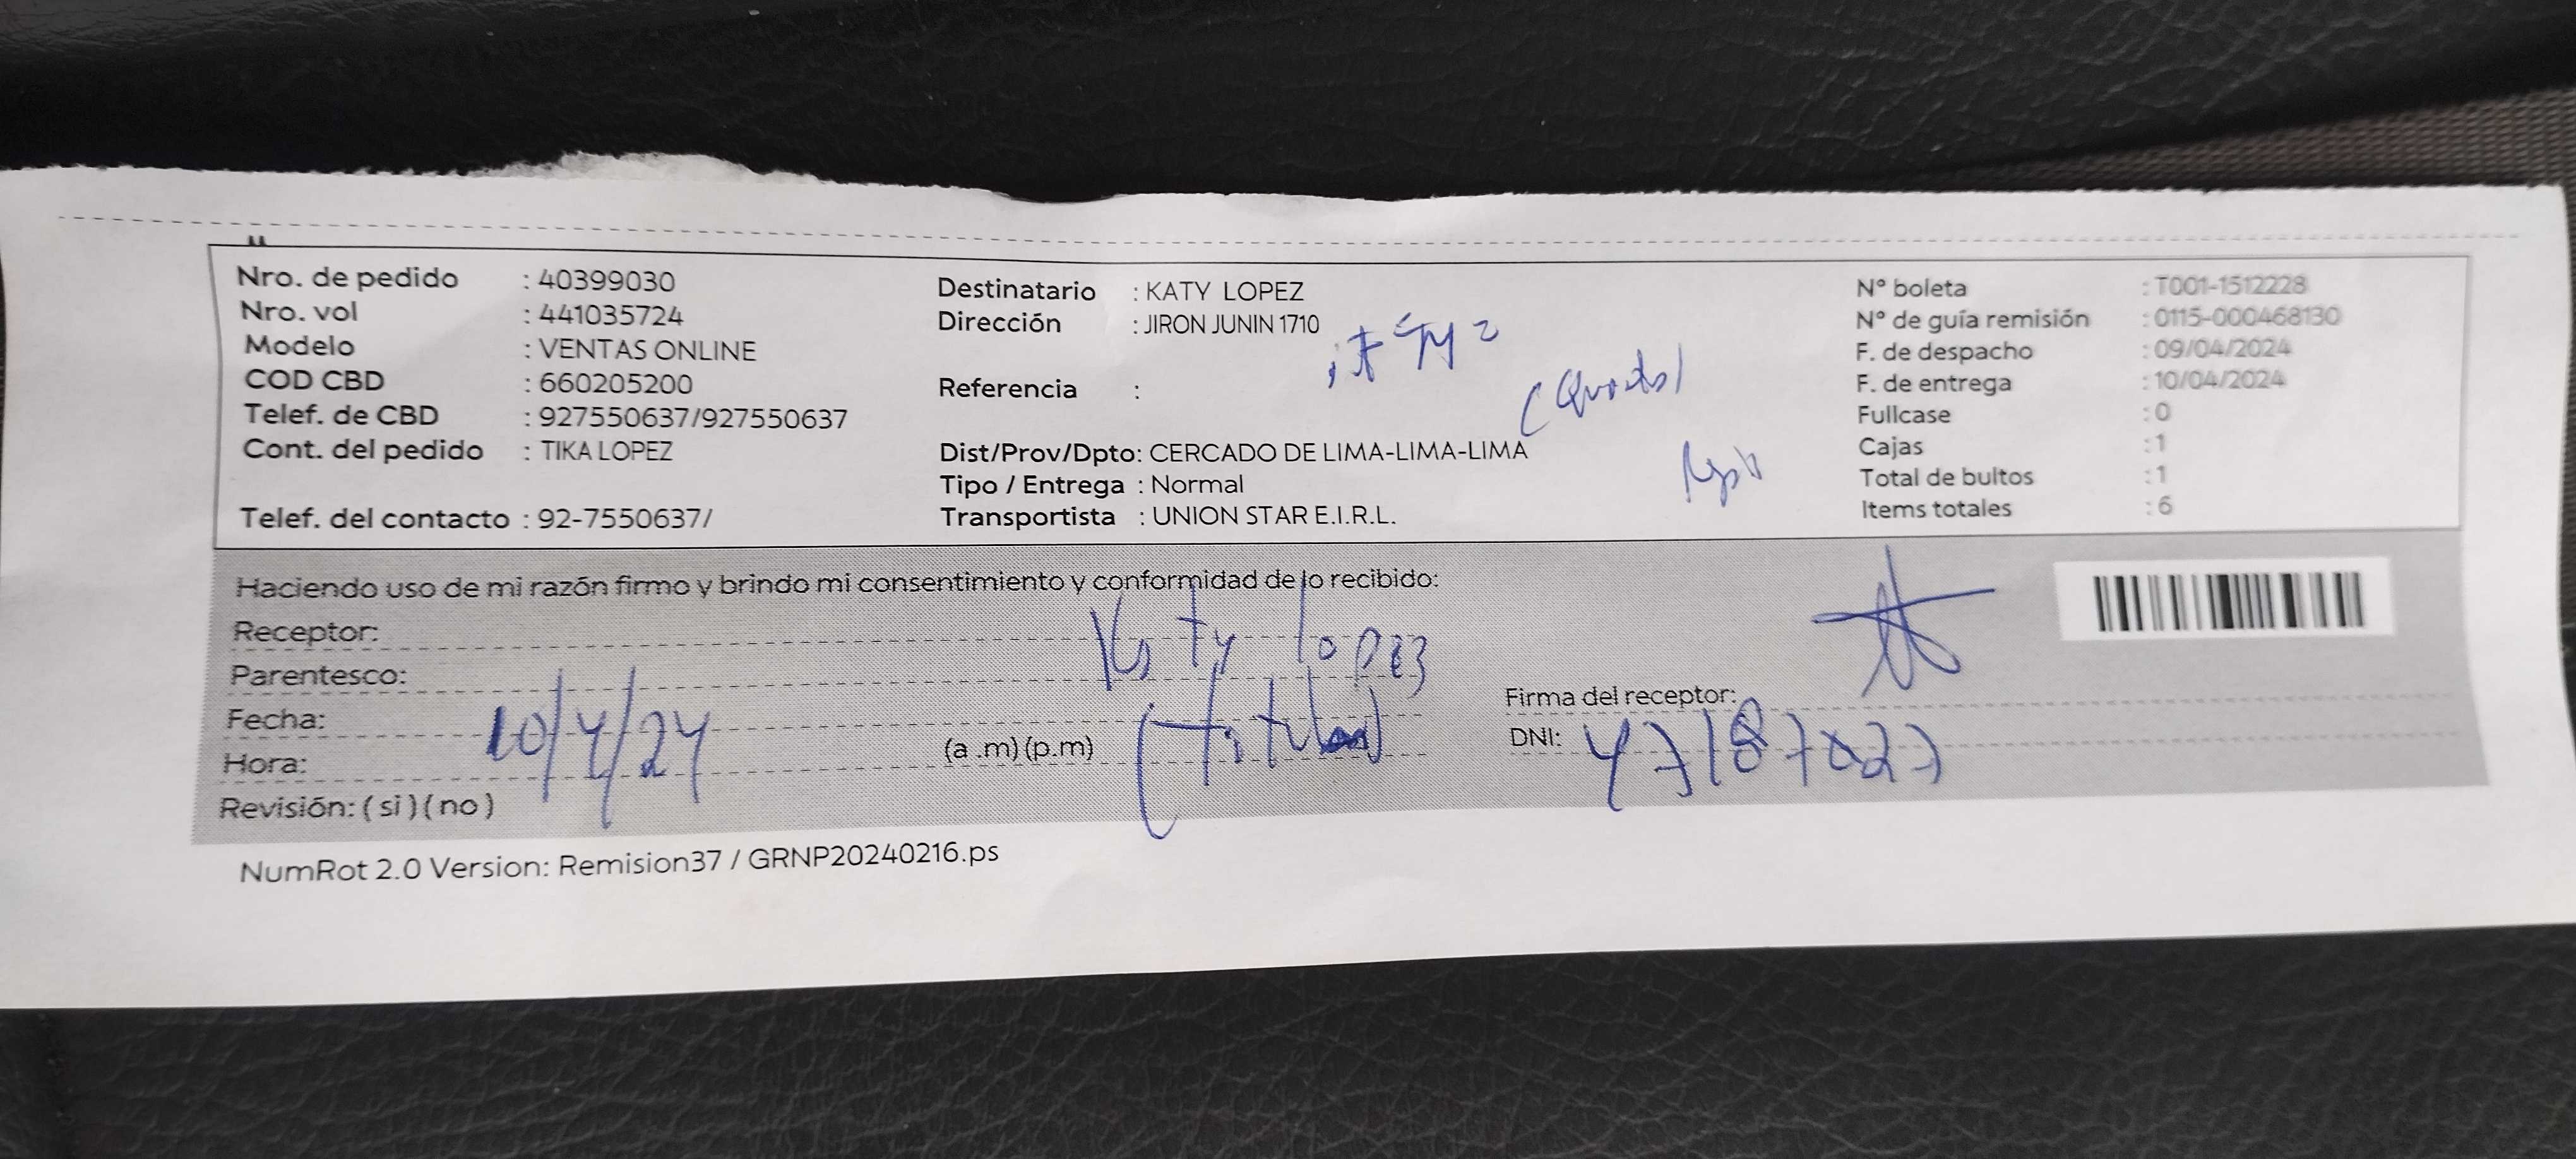 Nro. de pedido : 40399030
Nro. vol : 441035724
Modelo : VENTAS ONLINE
COD CBD : 660205200
Telef. de CBD : 927550637/927550637
Cont. del pedido : TIKA LOPEZ
Telef. del contacto : 92-7550637/
Destinatario : KATY LOPEZ
Dirección : JIRON JUNIN 1710
Referencia :
Dist/Prov/Dpto: CERCADO DE LIMA-LIMA-LIMA
Tipo / Entrega : Normal
Transportista : UNION STAR E.I.R.L.
N° boleta : T001-1512228
N° de guía remisión : 0115-000468130
F. de despacho : 09/04/2024
F. de entrega : 10/04/2024
Fullcase : 0
Cajas : 1
Total de bultos : 1
Items totales : 6
Haciendo uso de mi razón firmo y brindo mi consentimiento y conformidad de lo recibido:
Receptor: Katy lopez
Parentesco: (Titular)
Fecha: 10/4/24
Hora: (a .m) (p.m)
Revisión: ( si ) ( no )
Firma del receptor:
DNI:
NumRot 2.0 Version: Remision37 / GRNP20240216.ps